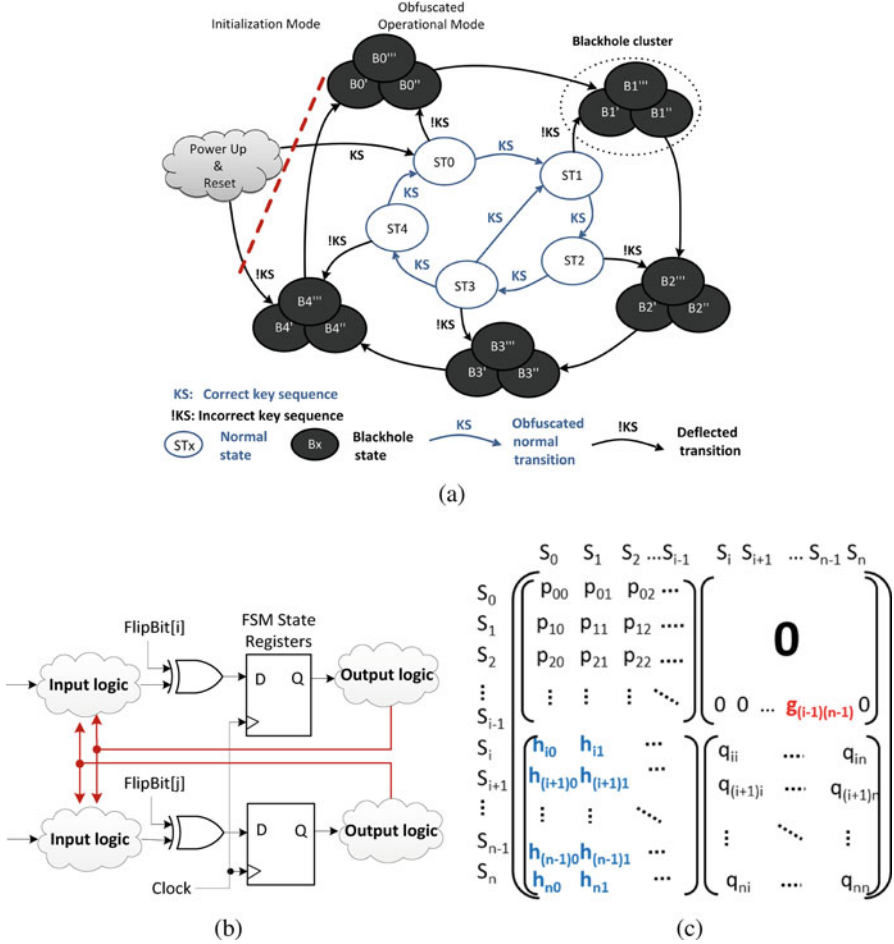 Initialization Mode
Obfuscated
Operational Mode
Blackhole cluster
B0'''
B0' B0''
B1'''
B1' B1''
!KS
!KS
Power Up
&
Reset
KS
ST0
KS
ST1
KS
KS
KS
ST4
!KS
!KS
ST2
!KS
KS
ST3
KS
B4'''
B4' B4''
B2'''
B2' B2''
!KS
B3'''
B3' B3''
KS: Correct key sequence
!KS: Incorrect key sequence
STx
Normal
state
Bx
Blackhole
state
KS
Obfuscated
normal
transition
!KS
Deflected
transition
(a)
FlipBit[i]
FSM State
Registers
Input logic
D Q
Output logic
FlipBit[j]
Input logic
D Q
Output logic
Clock
(b)
S0 S1 S2 ...Si-1 Si Si+1 ... Sn-1 Sn
S0 p00 p01 p02 ....
S1 p10 p11 p12 ....
0
S2 p20 p21 p22 ....
⋮ ⋮ ⋮ ⋮ ⋱
Si-1 0 0 ... g(i-1)(n-1) 0
Si hi0 hi1 ... qii .... qin
Si+1 h(i+1)0 h(i+1)1 ... q(i+1)i .... q(i+1)n
⋮ ⋮ ⋮ ⋱ ⋮ ⋱ ⋮
Sn-1 h(n-1)0 h(n-1)1 ...
Sn hn0 hn1 ... qni .... qnn
(c)